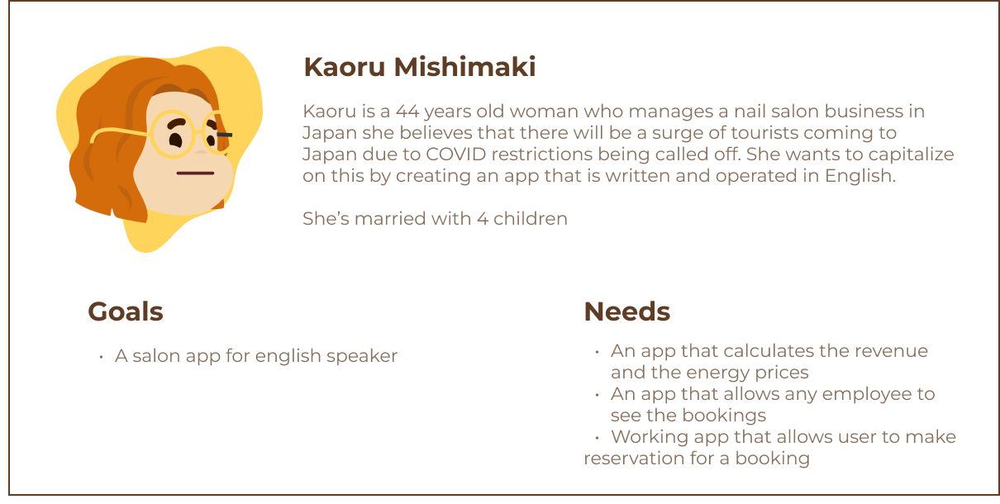 Kaoru Mishimaki
Kaoru is a 44 years old woman who manages a nail salon business in
Japan she believes that there will be a surge of tourists coming to
Japan due to COVID restrictions being called off. She wants to capitalize
on this by creating an app that is written and operated in English.
She’s married with 4 children
Goals
• A salon app for english speaker
Needs
• An app that calculates the revenue
and the energy prices
• An app that allows any employee to
see the bookings
• Working app that allows user to make
reservation for a booking